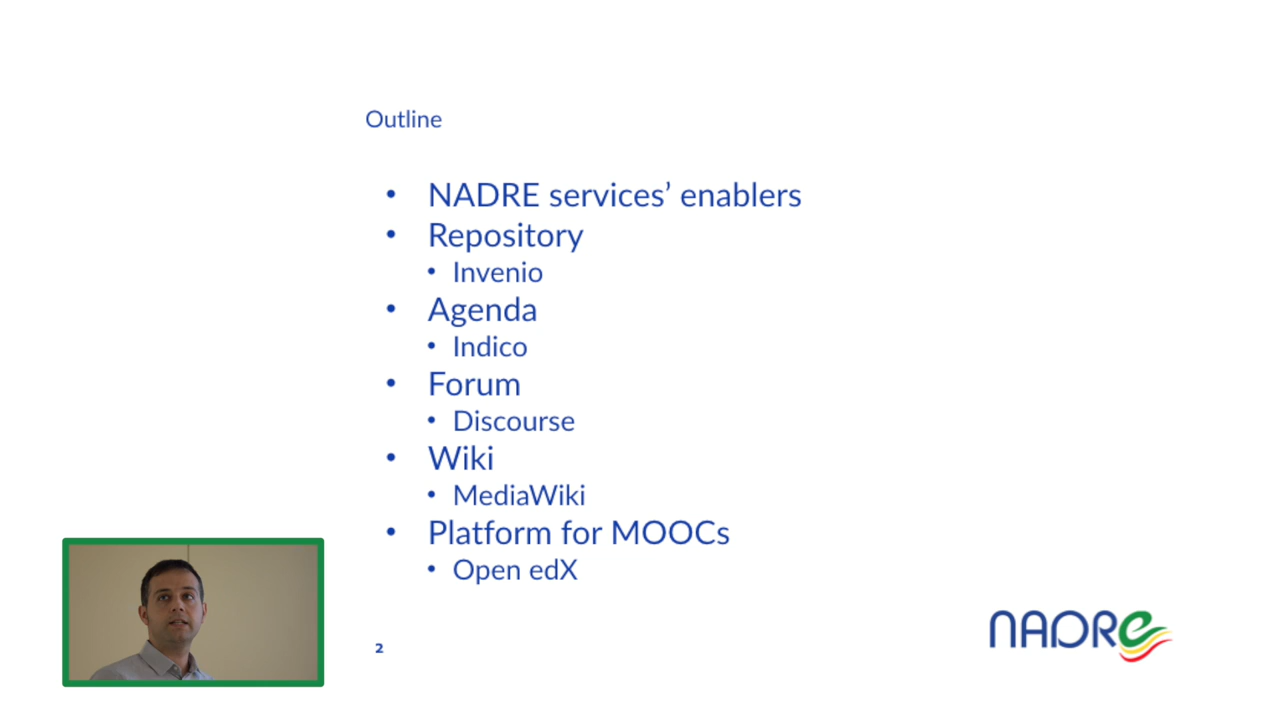 Outline
• NADRE services’ enablers
• Repository
• Invenio
• Agenda
• Indico
• Forum
• Discourse
• Wiki
• MediaWiki
• Platform for MOOCs
• Open edX
2
NADRe